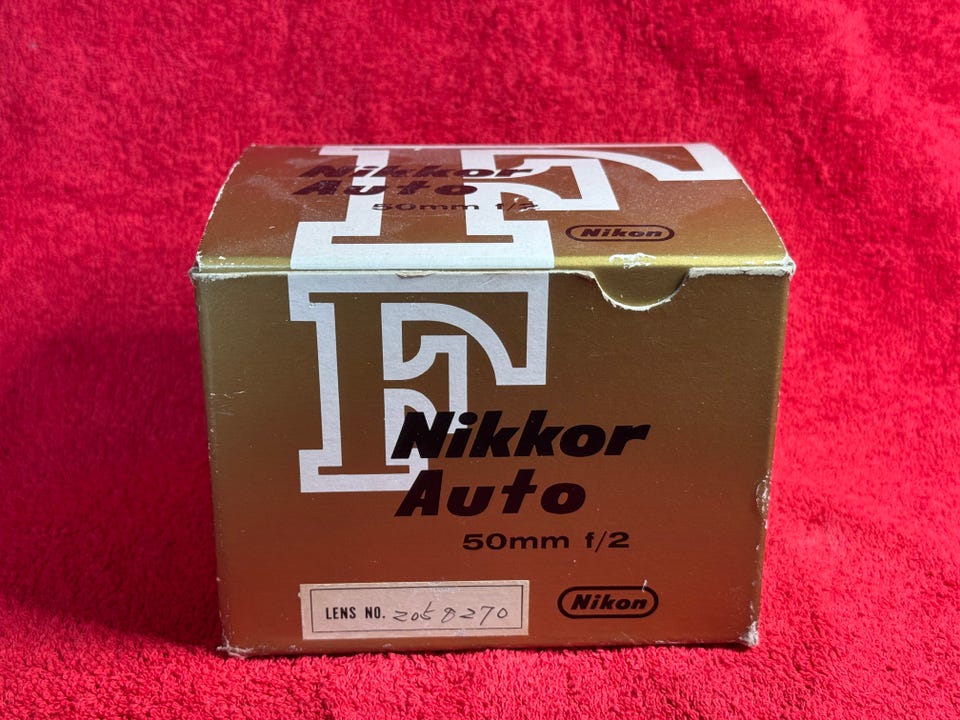 F
Nikkor
Auto
50mm f/2
Nikon
F
Nikkor
Auto
50mm f/2
LENS NO. 2058270
Nikon